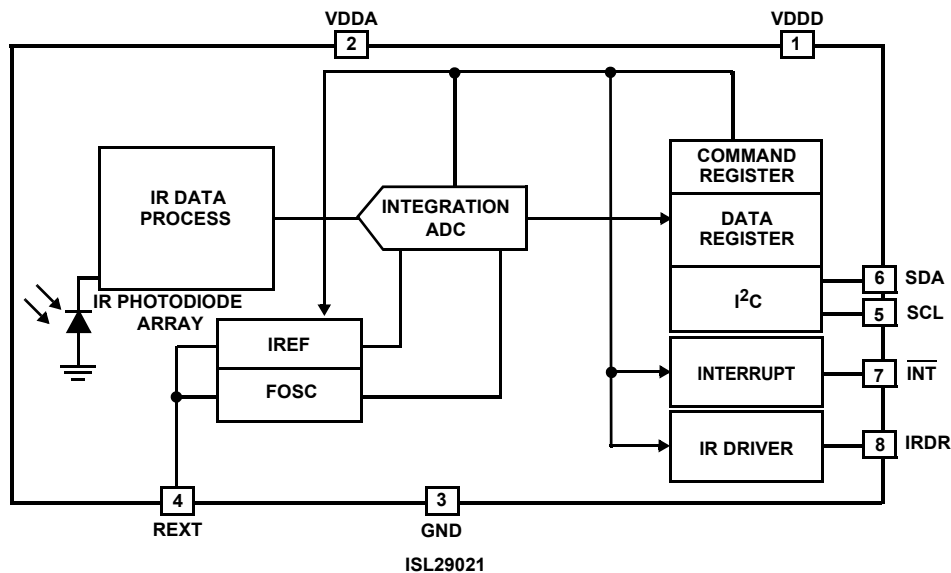 VDDA
VDDD
2
1
COMMAND
REGISTER
IR DATA
PROCESS
INTEGRATION
ADC
DATA
REGISTER
I²C
6 SDA
5 SCL
IR PHOTODIODE
ARRAY
IREF
FOSC
INTERRUPT
7 INT
IR DRIVER
8 IRDR
4
3
REXT
GND
ISL29021